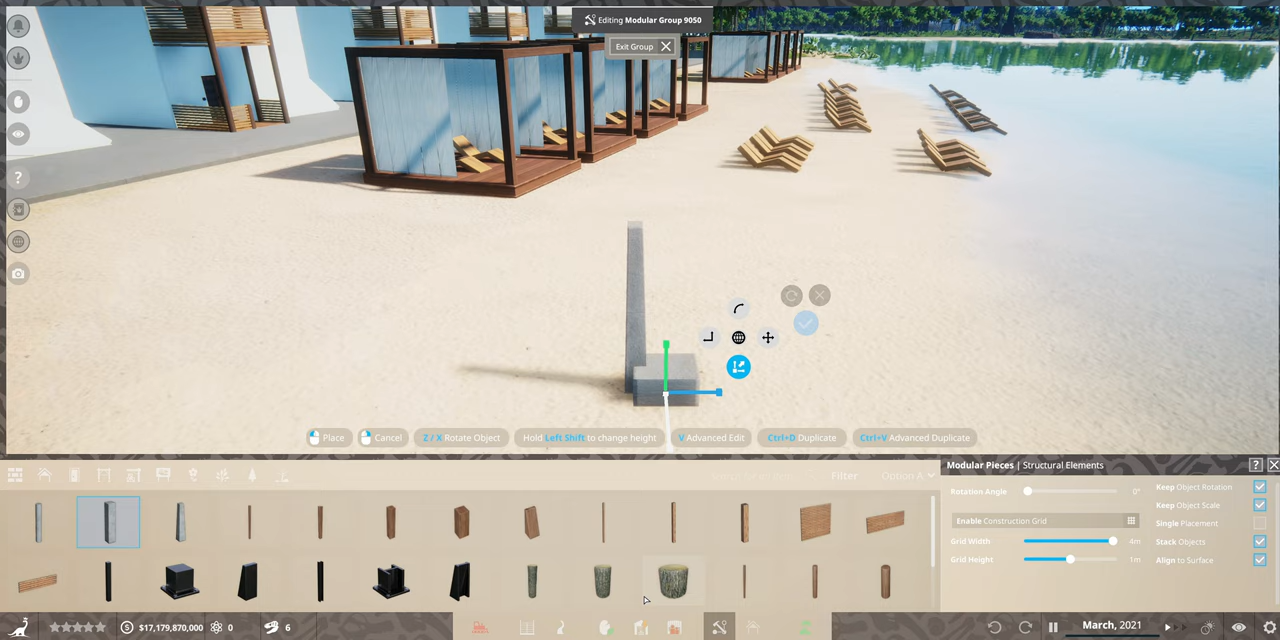 Editing Modular Group 9050
Exit Group
Place
Cancel
Z / X Rotate Object
Hold Left Shift to change height
V Advanced Edit
Ctrl+D Duplicate
Ctrl+V Advanced Duplicate
Filter
Option A
Modular Pieces | Structural Elements
?
Rotation Angle
0°
Keep Object Rotation
Keep Object Scale
Enable Construction Grid
Single Placement
Grid Width
4m
Stack Objects
Grid Height
1m
Align to Surface
$17,179,870,000
0
6
March, 2021